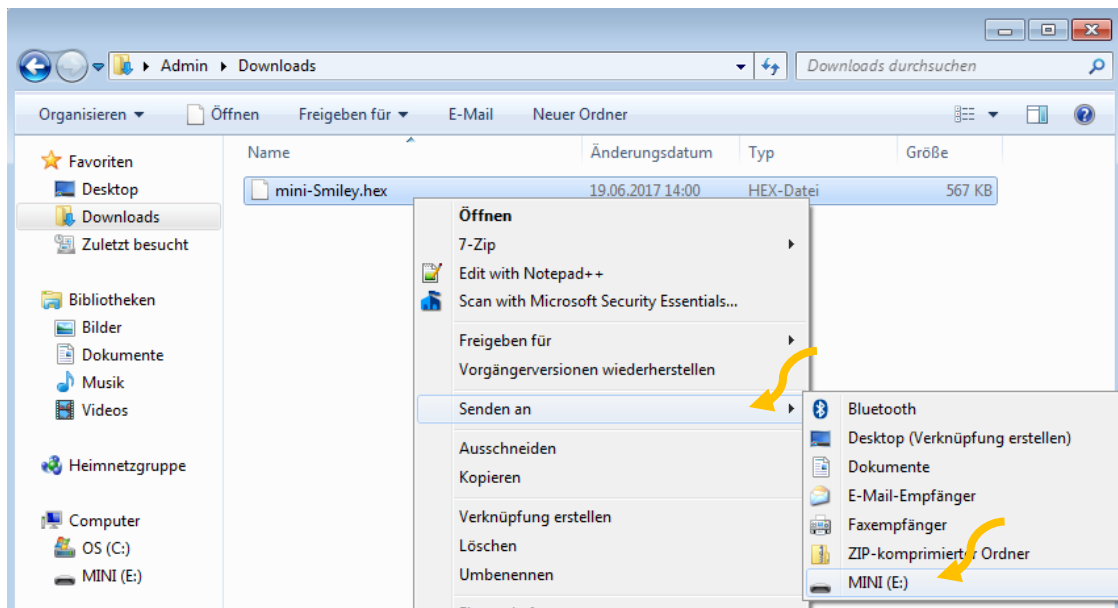 Admin ▸ Downloads
Downloads durchsuchen
Organisieren
Öffnen
Freigeben für
E-Mail
Neuer Ordner
Name
Änderungsdatum
Typ
Größe
mini-Smiley.hex
19.06.2017 14:00
HEX-Datei
567 KB
Favoriten
Desktop
Downloads
Zuletzt besucht
Bibliotheken
Bilder
Dokumente
Musik
Videos
Heimnetzgruppe
Computer
OS (C:)
MINI (E:)
Öffnen
7-Zip
Edit with Notepad++
Scan with Microsoft Security Essentials...
Freigeben für
Vorgängerversionen wiederherstellen
Senden an
Ausschneiden
Kopieren
Verknüpfung erstellen
Löschen
Umbenennen
Bluetooth
Desktop (Verknüpfung erstellen)
Dokumente
E-Mail-Empfänger
Faxempfänger
ZIP-komprimierter Ordner
MINI (E:)